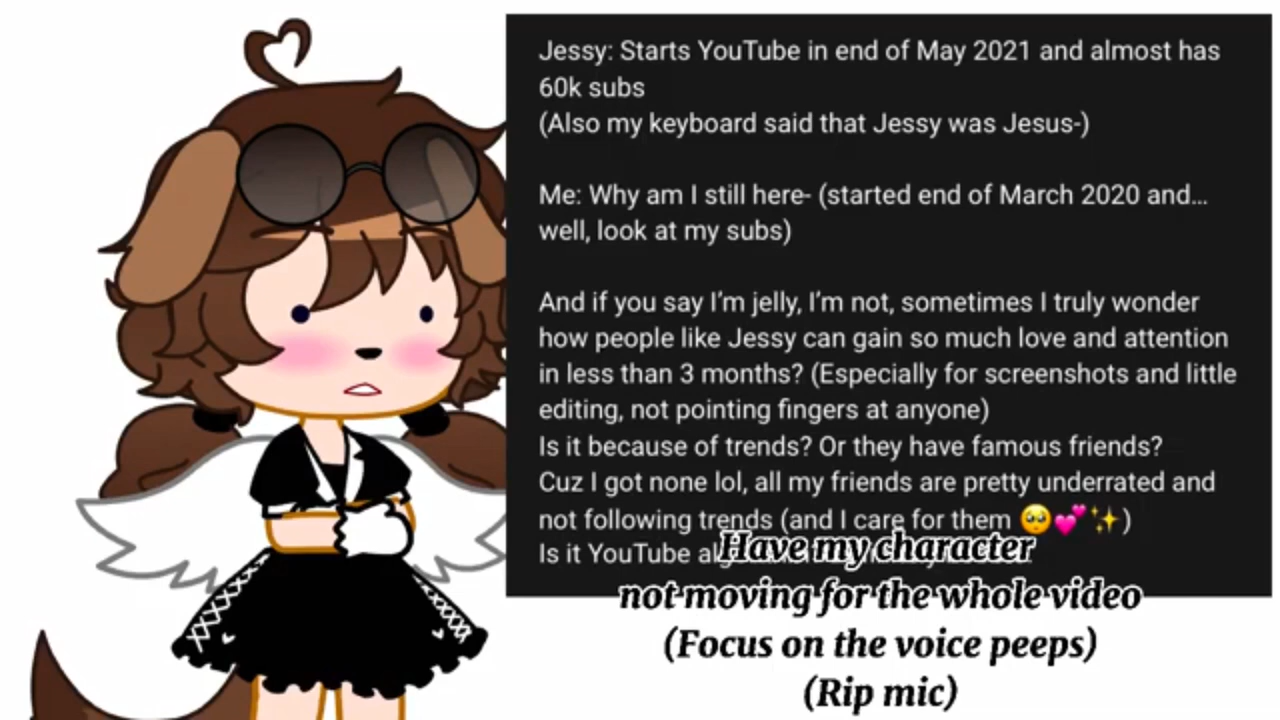 Jessy: Starts YouTube in end of May 2021 and almost has
60k subs
(Also my keyboard said that Jessy was Jesus-)
Me: Why am I still here- (started end of March 2020 and…
well, look at my subs)
And if you say I’m jelly, I’m not, sometimes I truly wonder
how people like Jessy can gain so much love and attention
in less than 3 months? (Especially for screenshots and little
editing, not pointing fingers at anyone)
Is it because of trends? Or they have famous friends?
Cuz I got none lol, all my friends are pretty underrated and
not following trends (and I care for them 🥺💕✨)
Is it YouTube
Have my character
not moving for the whole video
(Focus on the voice peeps)
(Rip mic)